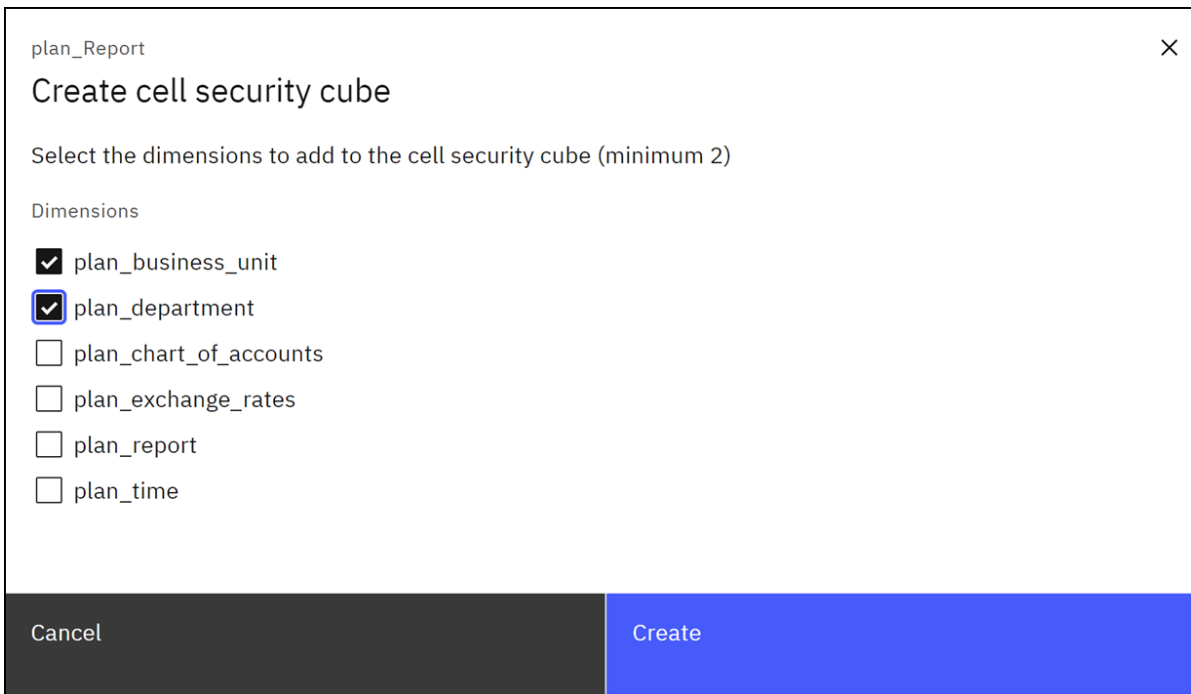 plan_Report
Create cell security cube
Select the dimensions to add to the cell security cube (minimum 2)
Dimensions
plan_business_unit
plan_department
plan_chart_of_accounts
plan_exchange_rates
plan_report
plan_time
Cancel
Create